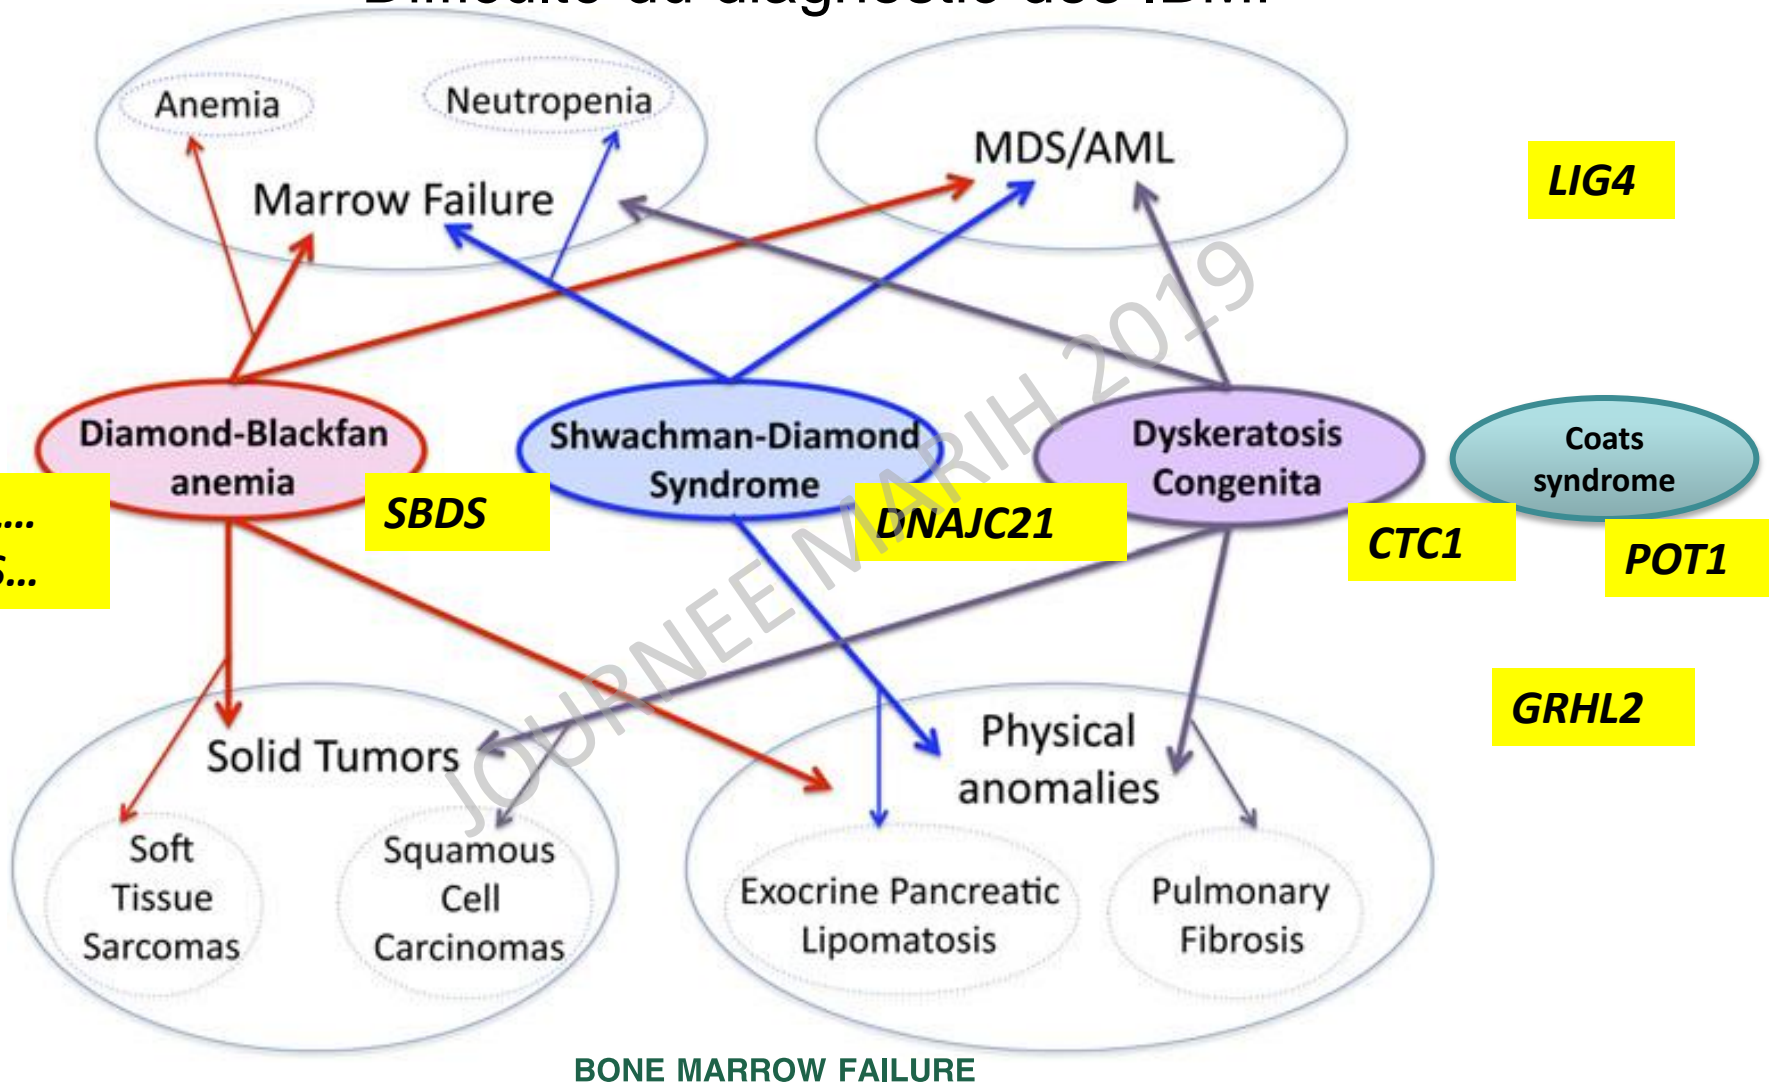 Anemia
Neutropenia
MDS/AML
Marrow Failure
LIG4
Diamond-Blackfan
anemia
Shwachman-Diamond
Syndrome
Dyskeratosis
Congenita
Coats
syndrome
SBDS
DNAJC21
CTC1
POT1
JOURNEE MARIH 2019
GRHL2
Solid Tumors
Physical
anomalies
Soft
Tissue
Sarcomas
Squamous
Cell
Carcinomas
Exocrine Pancreatic
Lipomatosis
Pulmonary
Fibrosis
BONE MARROW FAILURE